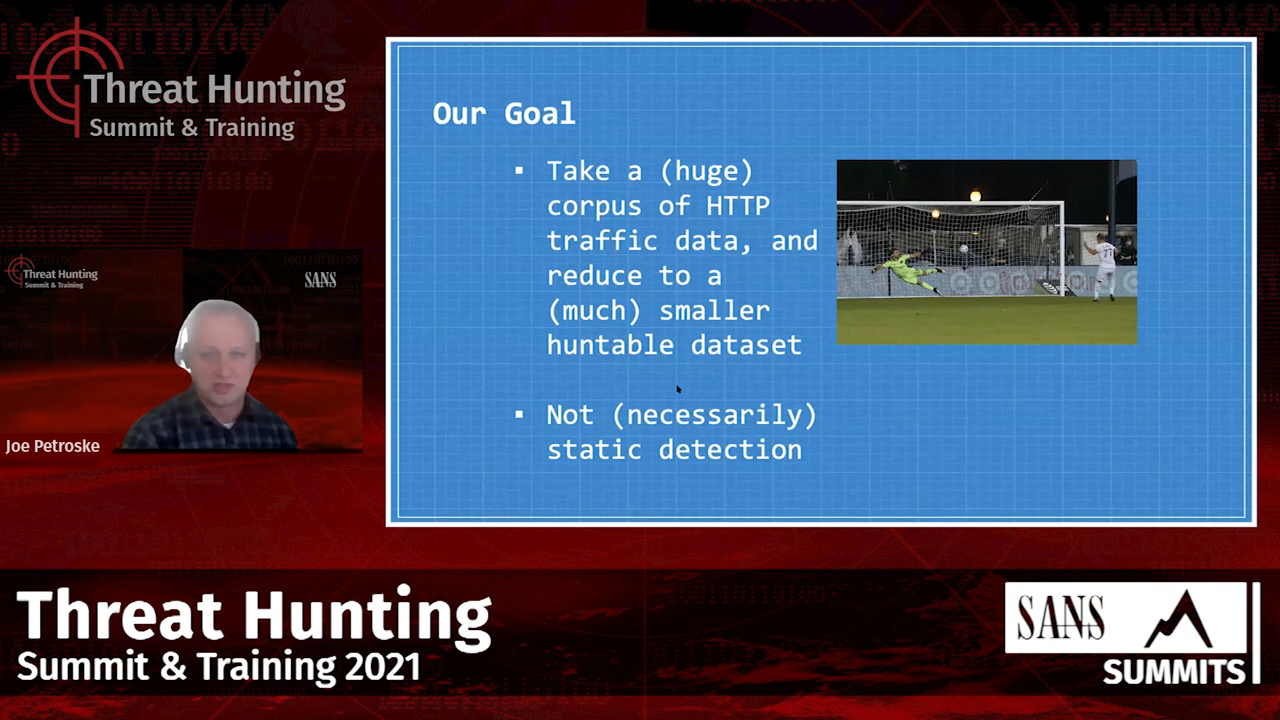 Threat Hunting
Summit & Training
Our Goal
▪ Take a (huge)
corpus of HTTP
traffic data, and
reduce to a
(much) smaller
huntable dataset
▪ Not (necessarily)
static detection
Threat Hunting
Summit & Training
SANS
Joe Petroske
77
Threat Hunting
Summit & Training 2021
SANS
SUMMITS